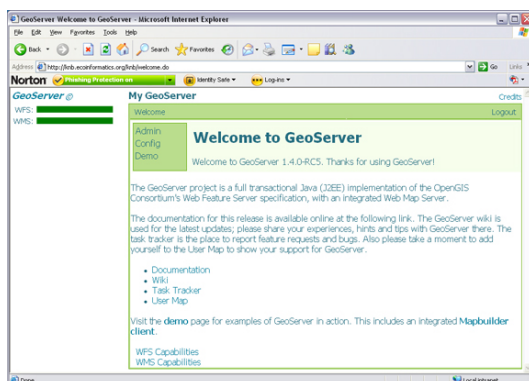 GeoServer Welcome to GeoServer - Microsoft Internet Explorer
File Edit View Favorites Tools Help
Back Search Favorites
Address http://knb.ecoinformatics.org/knb/welcome.do Go Links
Norton Phishing Protection on Identity Safe Log-ins
GeoServer My GeoServer Credits
WFS: Welcome Logout
WMS:
Admin
Config
Demo
Welcome to GeoServer
Welcome to GeoServer 1.4.0-RC5. Thanks for using GeoServer!
The GeoServer project is a full transactional Java (J2EE) implementation of the OpenGIS
Consortium's Web Feature Server specification, with an integrated Web Map Server.
The documentation for this release is available online at the following link. The GeoServer wiki is
used for the latest updates; please share your experiences, hints and tips with GeoServer there. The
task tracker is the place to report feature requests and bugs. Also please take a moment to add
yourself to the User Map to show your support for GeoServer.
• Documentation
• Wiki
• Task Tracker
• User Map
Visit the demo page for examples of GeoServer in action. This includes an integrated Mapbuilder
client.
WFS Capabilities
WMS Capabilities
Done Local intranet